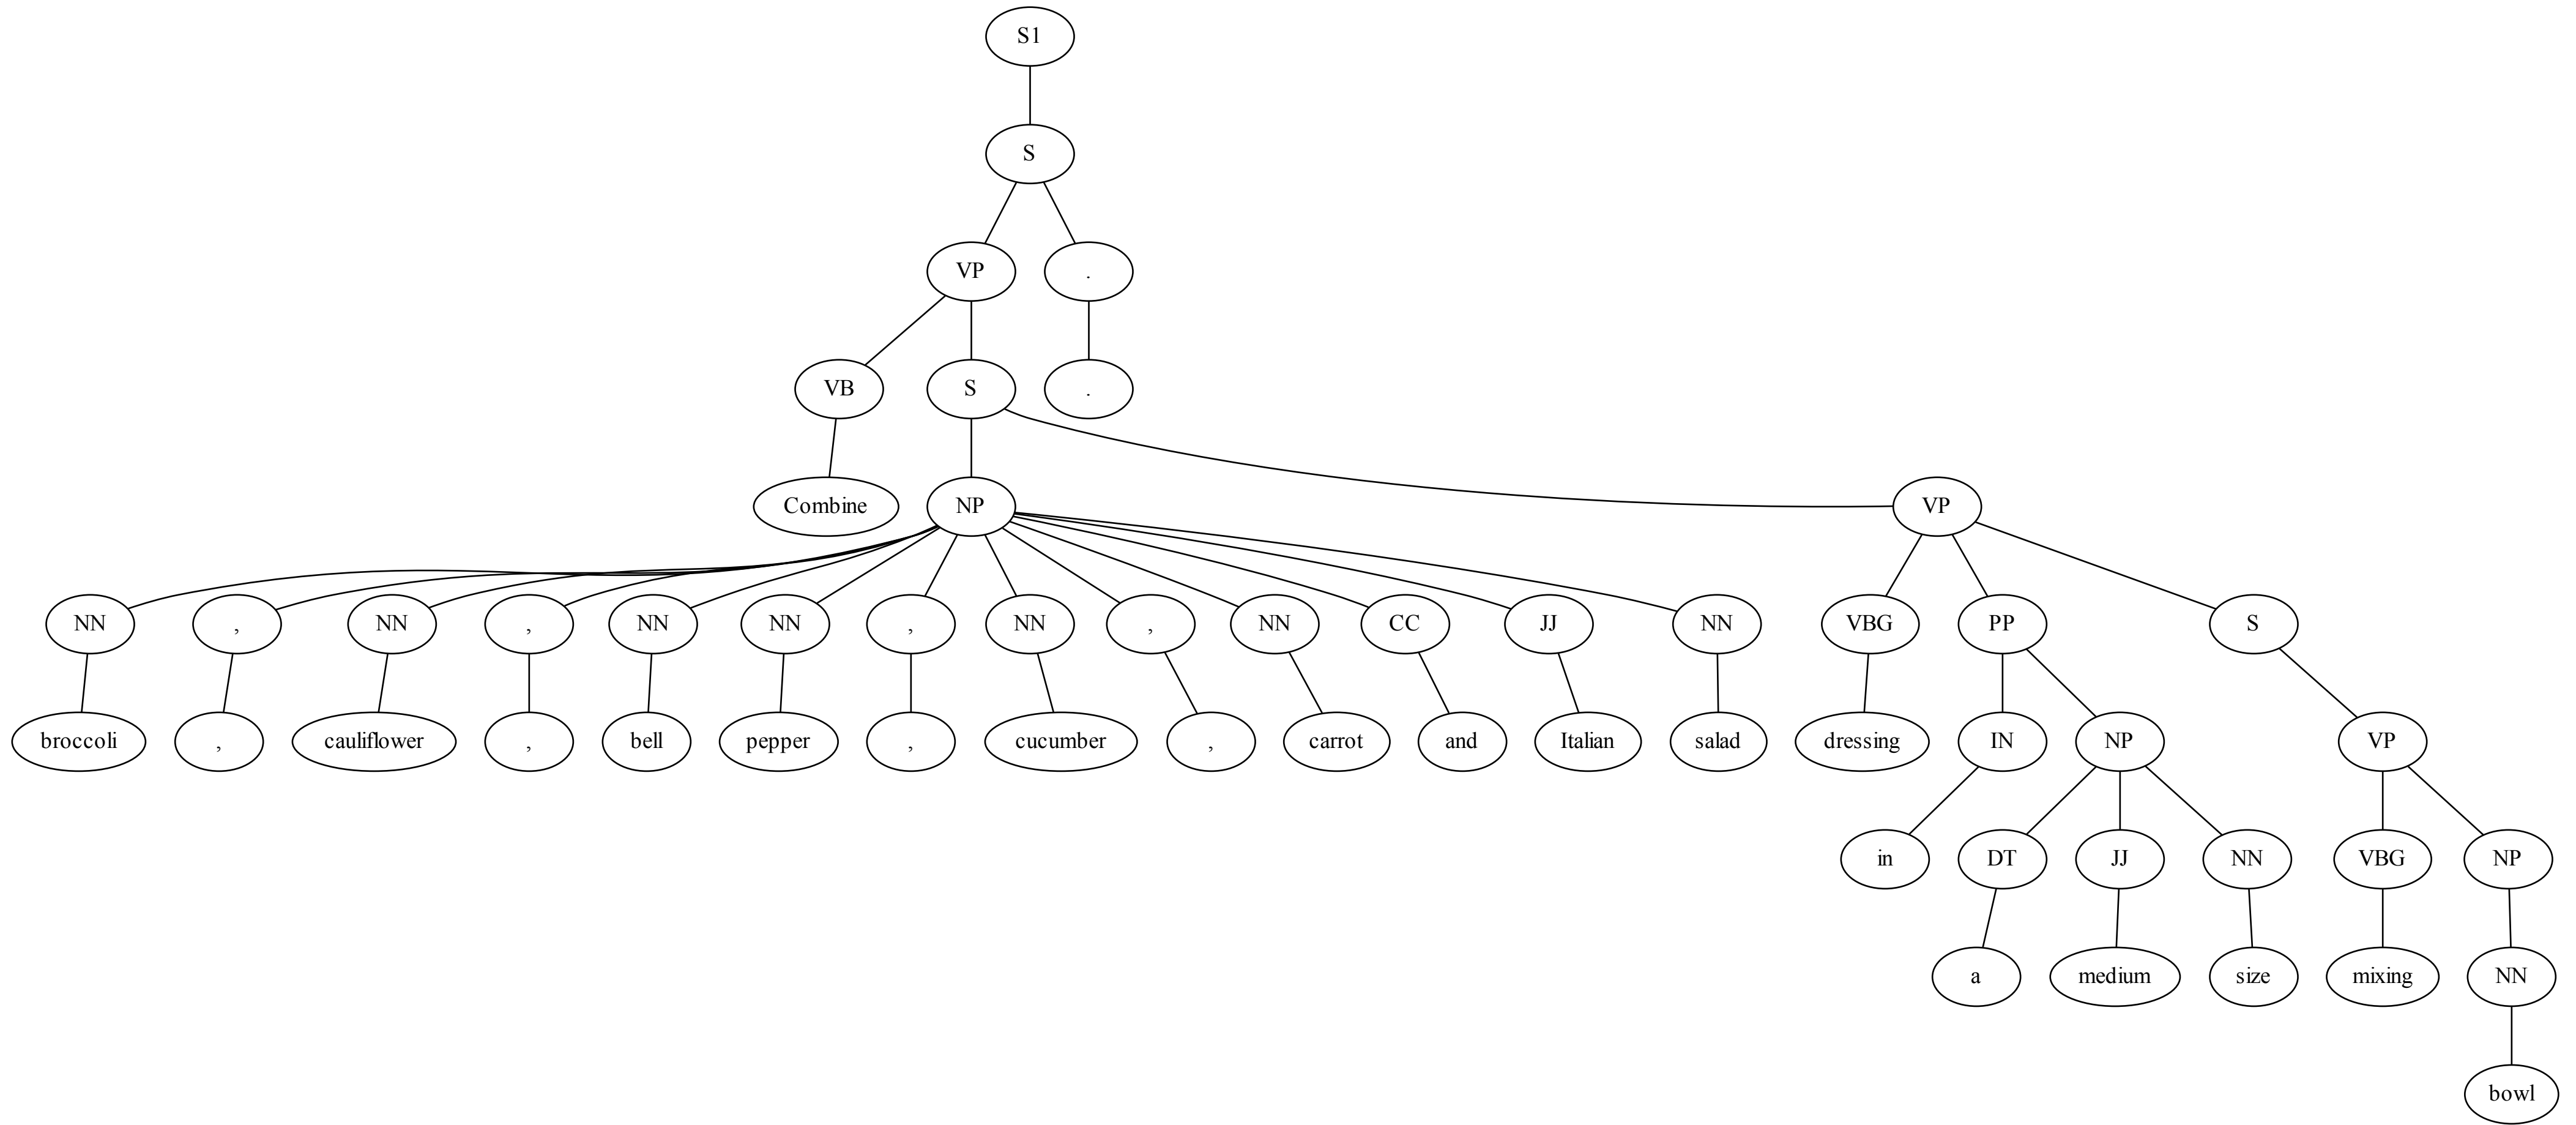 S1
S
VP .
VB S .
Combine NP VP
NN , NN , NN NN , NN , NN CC JJ NN VBG PP S
broccoli , cauliflower , bell pepper , cucumber , carrot and Italian salad dressing IN NP VP
in DT JJ NN VBG NP
a medium size mixing NN
bowl